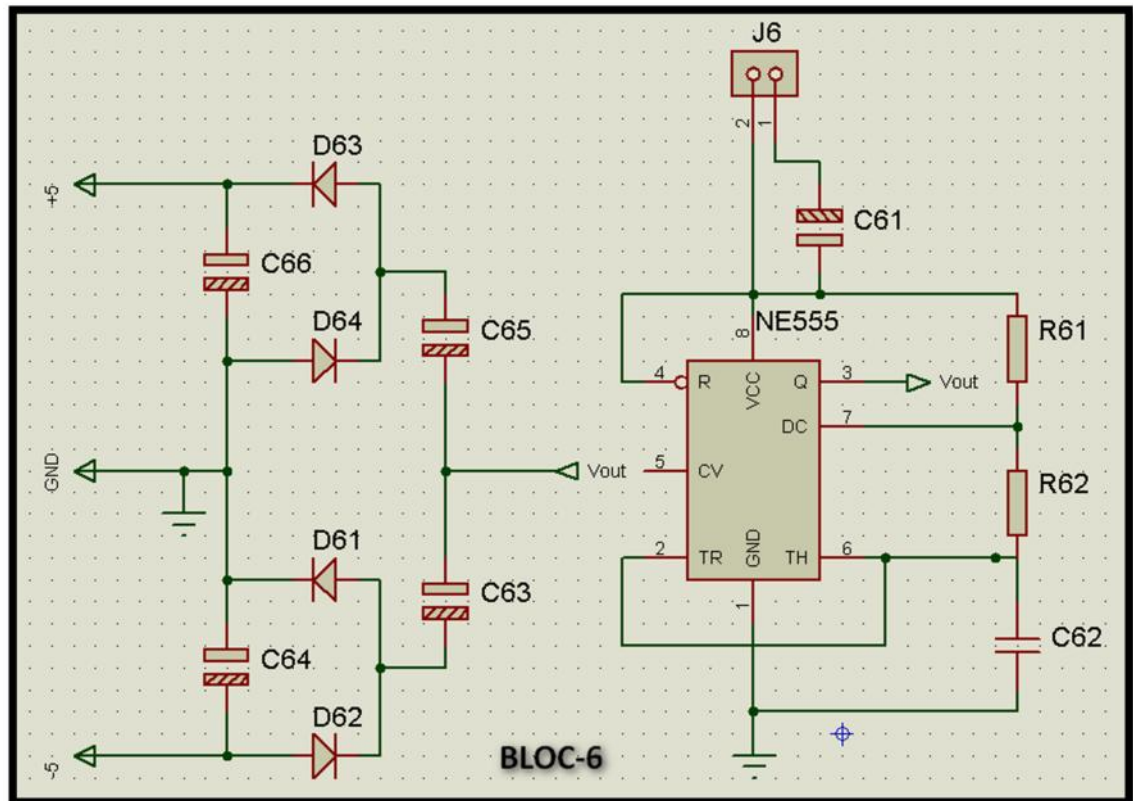 J6
2
1
D63
+5
C61
C66
C65
NE555
D64
R61
8
4
R
VCC
Q
3
Vout
DC
7
GND
Vout
5
CV
R62
D61
2
TR
GND
TH
6
C63
1
C62
C64
D62
-5
BLOC-6